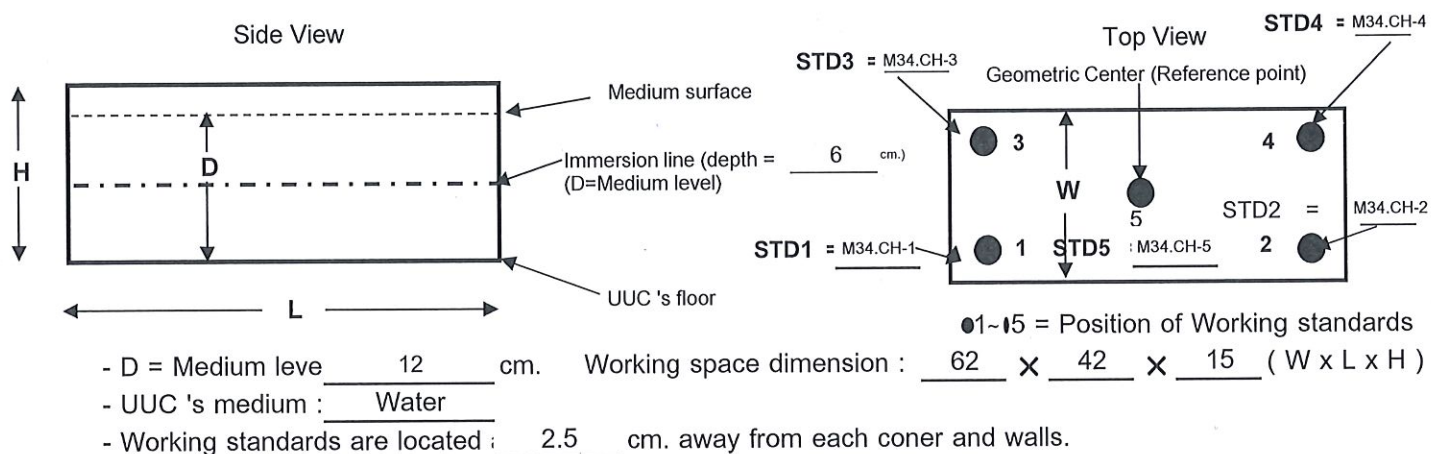 Side View
H
D
L
Medium surface
Immersion line (depth = 6 cm.)
(D=Medium level)
UUC 's floor
STD4 = M34.CH-4
Top View
STD3 = M34.CH-3
Geometric Center (Reference point)
3
4
W
5
STD2 = M34.CH-2
STD1 = M34.CH-1
1
STD5 : M34.CH-5
2
●1~●5 = Position of Working standards
- D = Medium leve 12 cm. Working space dimension : 62 × 42 × 15 ( W x L x H )
- UUC 's medium : Water
- Working standards are located 2.5 cm. away from each coner and walls.